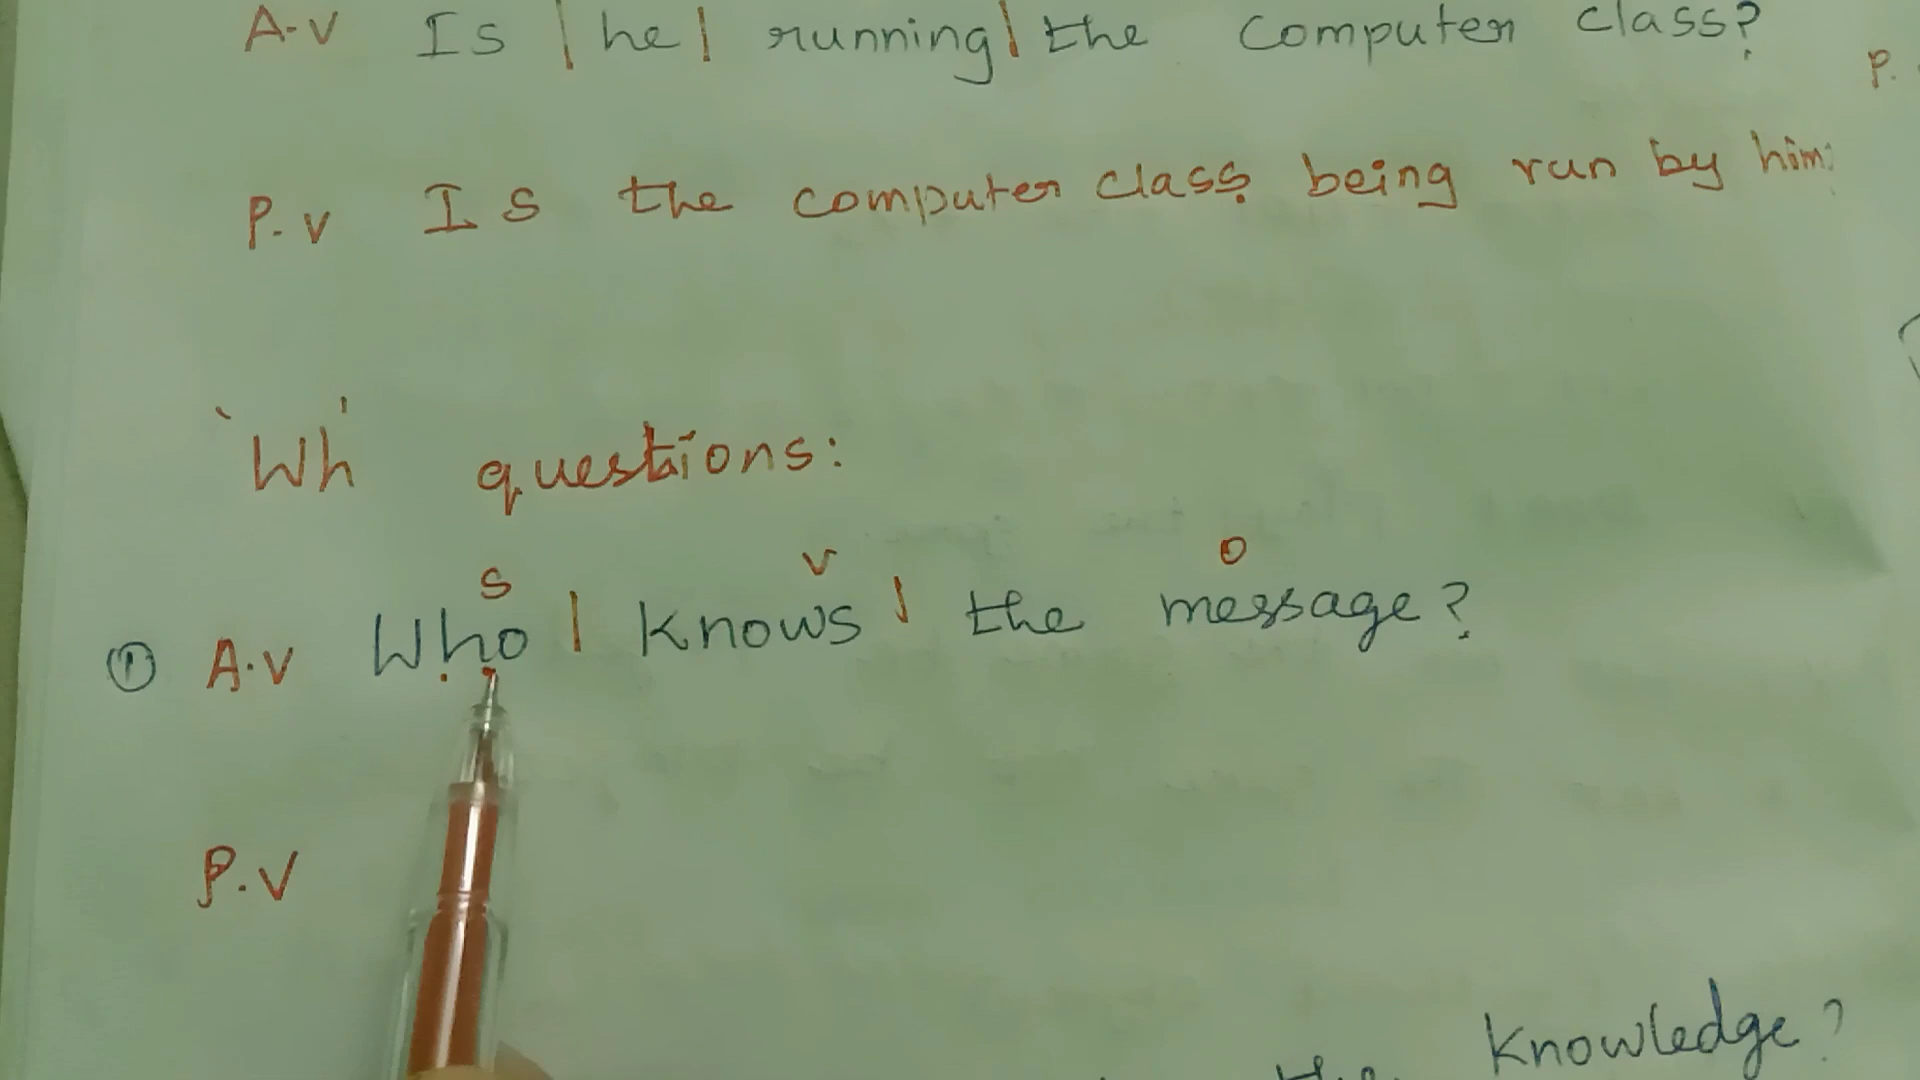 A-V Is | he | running | the computer class?
P.
P.V Is the computer class being run by him
'Wh' questions:
S V O
① A.V Who | knows | the message?
P.V
the Knowledge?